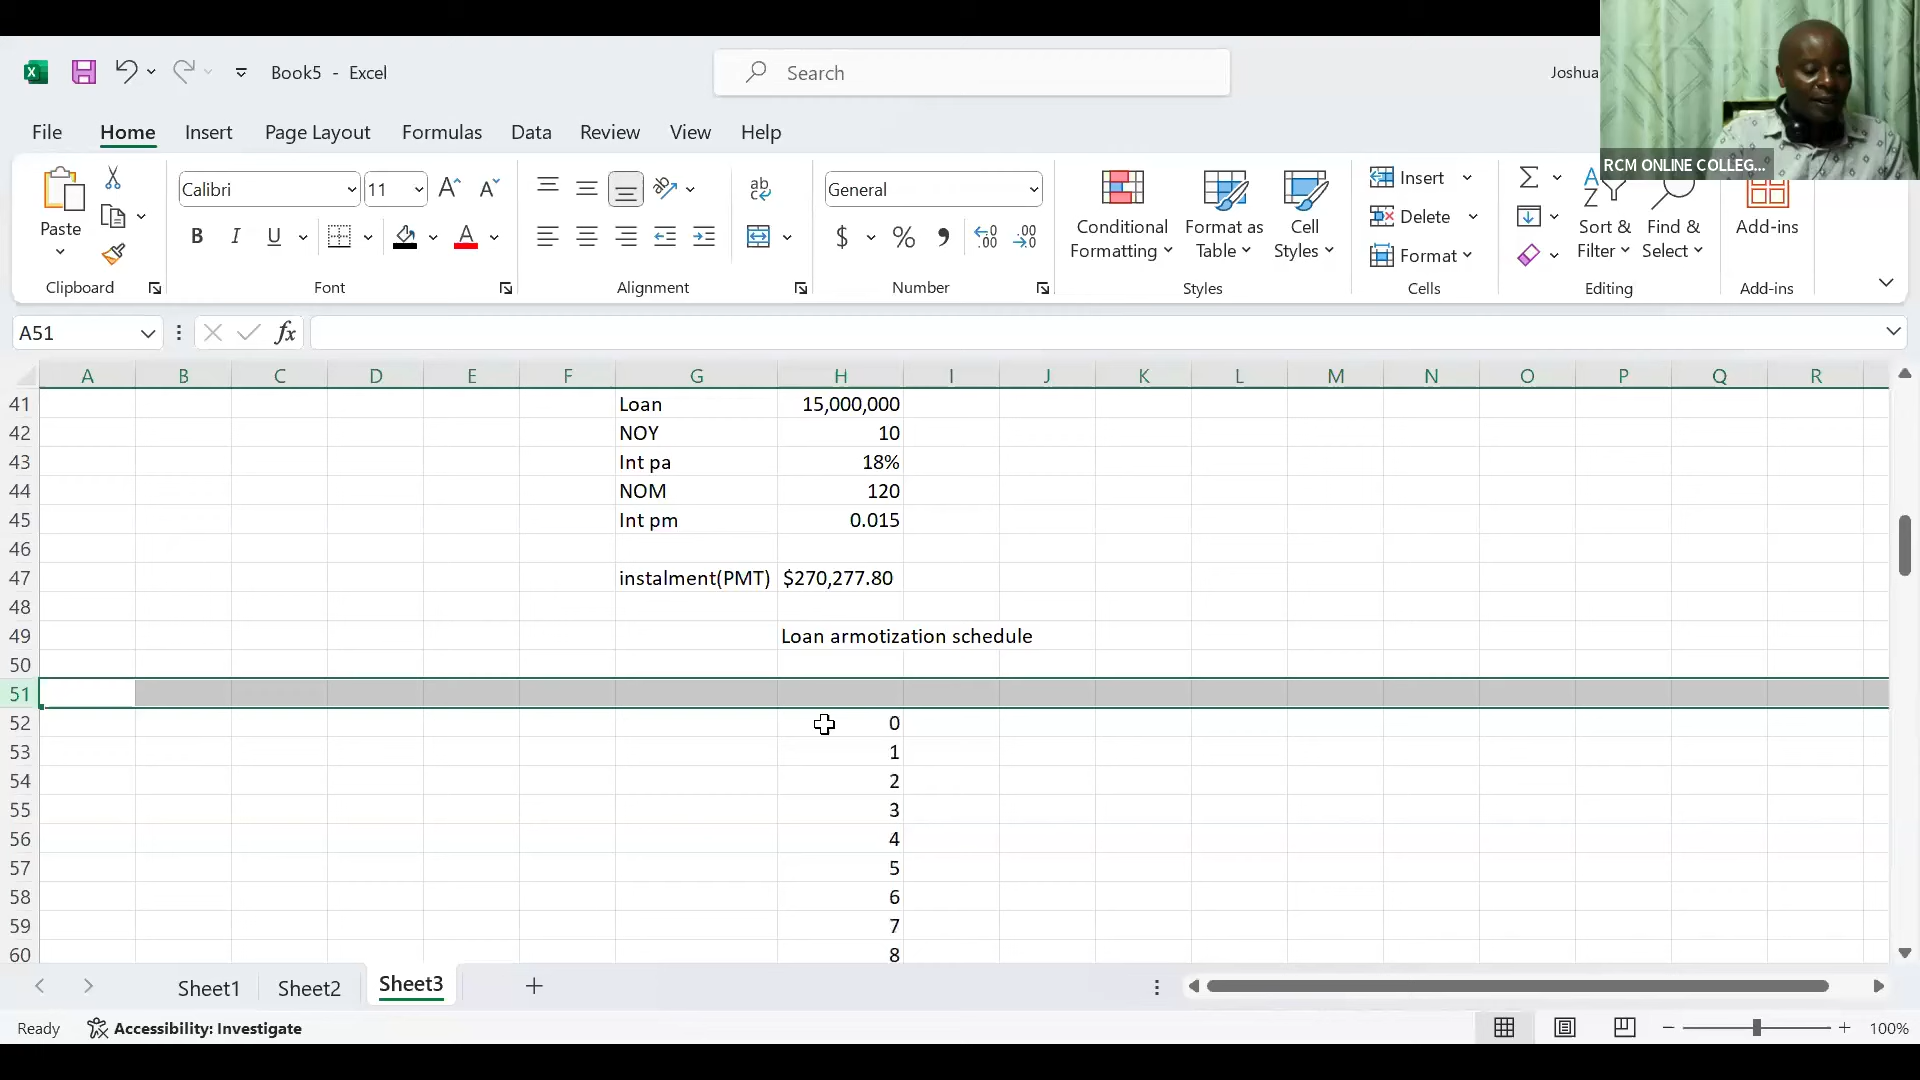 Book5 - Excel
Search
Joshua
RCM ONLINE COLLEG...
File Home Insert Page Layout Formulas Data Review View Help
Paste
Clipboard
Calibri 11
B I U
Font
ab
Alignment
General
$ % ,
Number
Conditional Formatting
Format as Table
Cell Styles
Styles
Insert
Delete
Format
Cells
Sort & Filter
Find & Select
Editing
Add-ins
Add-ins
A51 fx
A B C D E F G H I J K L M N O P Q R
41 Loan 15,000,000
42 NOY 10
43 Int pa 18%
44 NOM 120
45 Int pm 0.015
46
47 instalment(PMT) $270,277.80
48
49 Loan armotization schedule
50
51
52 0
53 1
54 2
55 3
56 4
57 5
58 6
59 7
60 8
Sheet1 Sheet2 Sheet3
Ready Accessibility: Investigate
100%